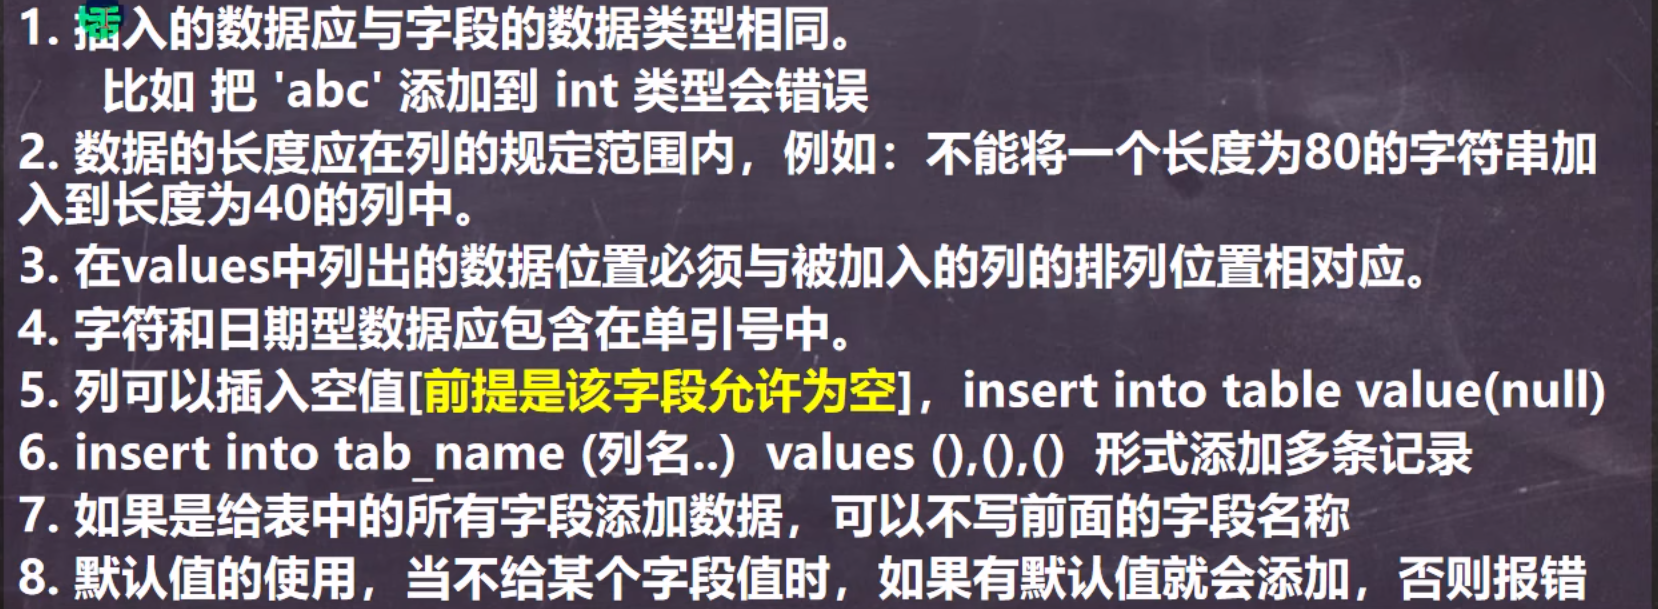 1. 插入的数据应与字段的数据类型相同。
比如 把 'abc' 添加到 int 类型会错误
2. 数据的长度应在列的规定范围内，例如：不能将一个长度为80的字符串加
入到长度为40的列中。
3. 在values中列出的数据位置必须与被加入的列的排列位置相对应。
4. 字符和日期型数据应包含在单引号中。
5. 列可以插入空值[前提是该字段允许为空]，insert into table value(null)
6. insert into tab_name (列名..) values (),(),() 形式添加多条记录
7. 如果是给表中的所有字段添加数据，可以不写前面的字段名称
8. 默认值的使用，当不给某个字段值时，如果有默认值就会添加，否则报错